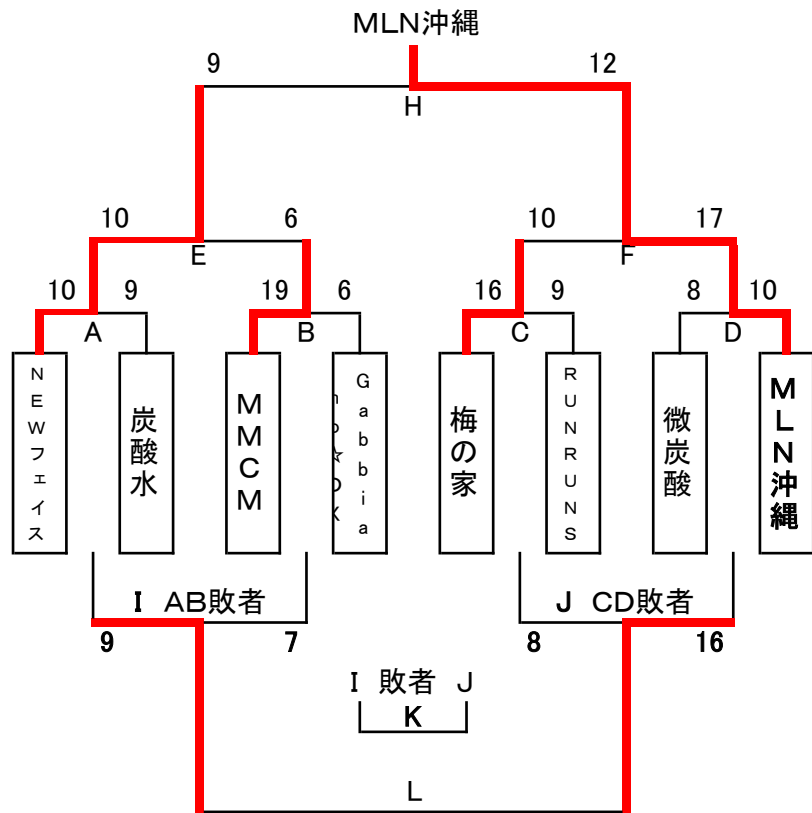 MLN沖縄
9 12
H
10 6 10 17
E F
10 9 19 6 16 9 8 10
A B C D
NEWフェイス
炭酸水
MMCM
Gabbia
梅の家
RUNRUNS
微炭酸
MLN沖縄
I AB敗者 J CD敗者
9 7 8 16
I 敗者 J
K
L